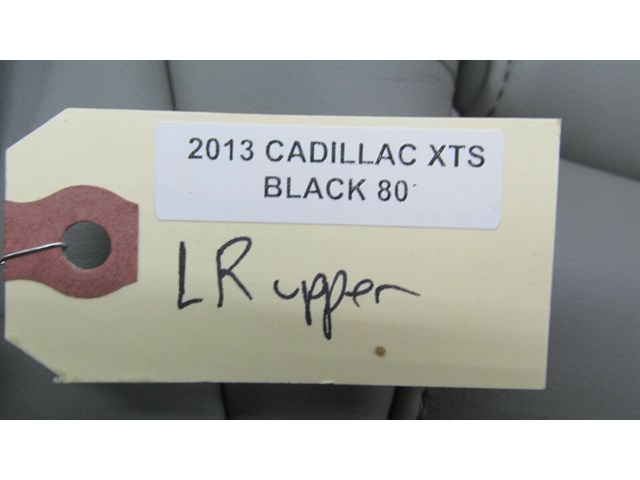 2013 CADILLAC XTS
BLACK 80
LR upper